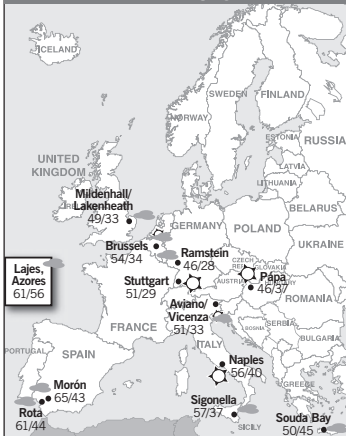 ICELAND
SWEDEN
FINLAND
NORWAY
RUSSIA
ESTONIA
LATVIA
LITHUANIA
UNITED
KINGDOM
Mildenhall/
Lakenheath
49/33
BELARUS
GERMANY
POLAND
Brussels
54/34
Ramstein
46/28
UKRAINE
CZECH
REP.
SLOVAKIA
Lajes,
Azores
61/56
Stuttgart
51/29
AUSTRIA
Pápa
46/37
HUNGARY
Aviano/
Vicenza
51/33
ROMANIA
FRANCE
BOSNIA
SERBIA
BULGARIA
ITALY
PORTUGAL
SPAIN
Naples
56/40
Morón
65/43
GREECE
Rota
61/44
Sigonella
57/37
SICILY
Souda Bay
50/45